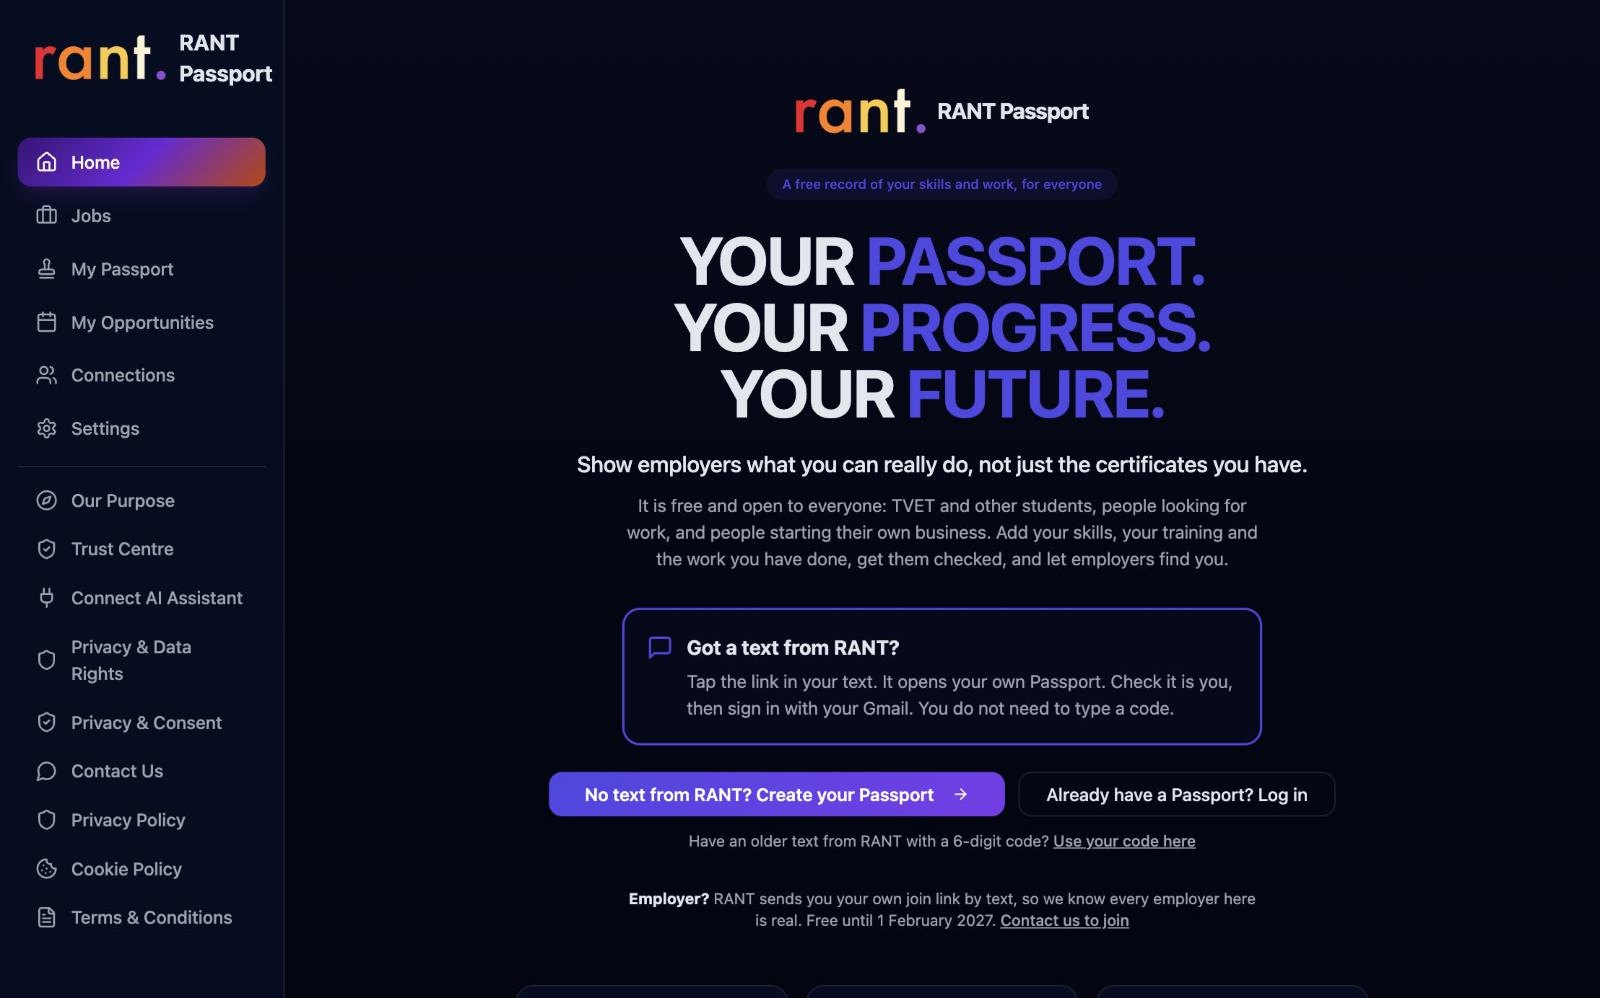 rant.
RANT
Passport
Home
Jobs
My Passport
My Opportunities
Connections
Settings
Our Purpose
Trust Centre
Connect AI Assistant
Privacy & Data
Rights
Privacy & Consent
Contact Us
Privacy Policy
Cookie Policy
Terms & Conditions
rant. RANT Passport
A free record of your skills and work, for everyone
YOUR PASSPORT.
YOUR PROGRESS.
YOUR FUTURE.
Show employers what you can really do, not just the certificates you have.
It is free and open to everyone: TVET and other students, people looking for
work, and people starting their own business. Add your skills, your training and
the work you have done, get them checked, and let employers find you.
Got a text from RANT?
Tap the link in your text. It opens your own Passport. Check it is you,
then sign in with your Gmail. You do not need to type a code.
No text from RANT? Create your Passport →
Already have a Passport? Log in
Have an older text from RANT with a 6-digit code? Use your code here
Employer? RANT sends you your own join link by text, so we know every employer here
is real. Free until 1 February 2027. Contact us to join